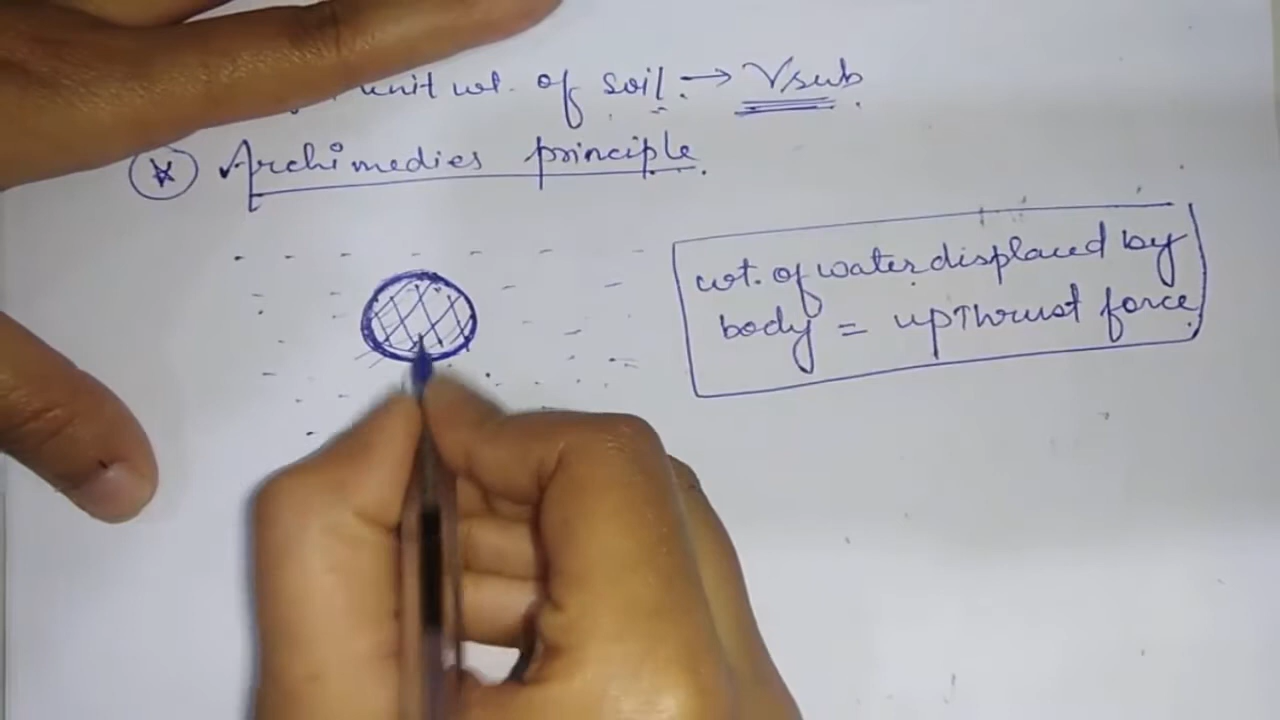 unit wt. of soil. → γsub.
Archimedies principle.
wt. of water displaced by
body = upthrust force.